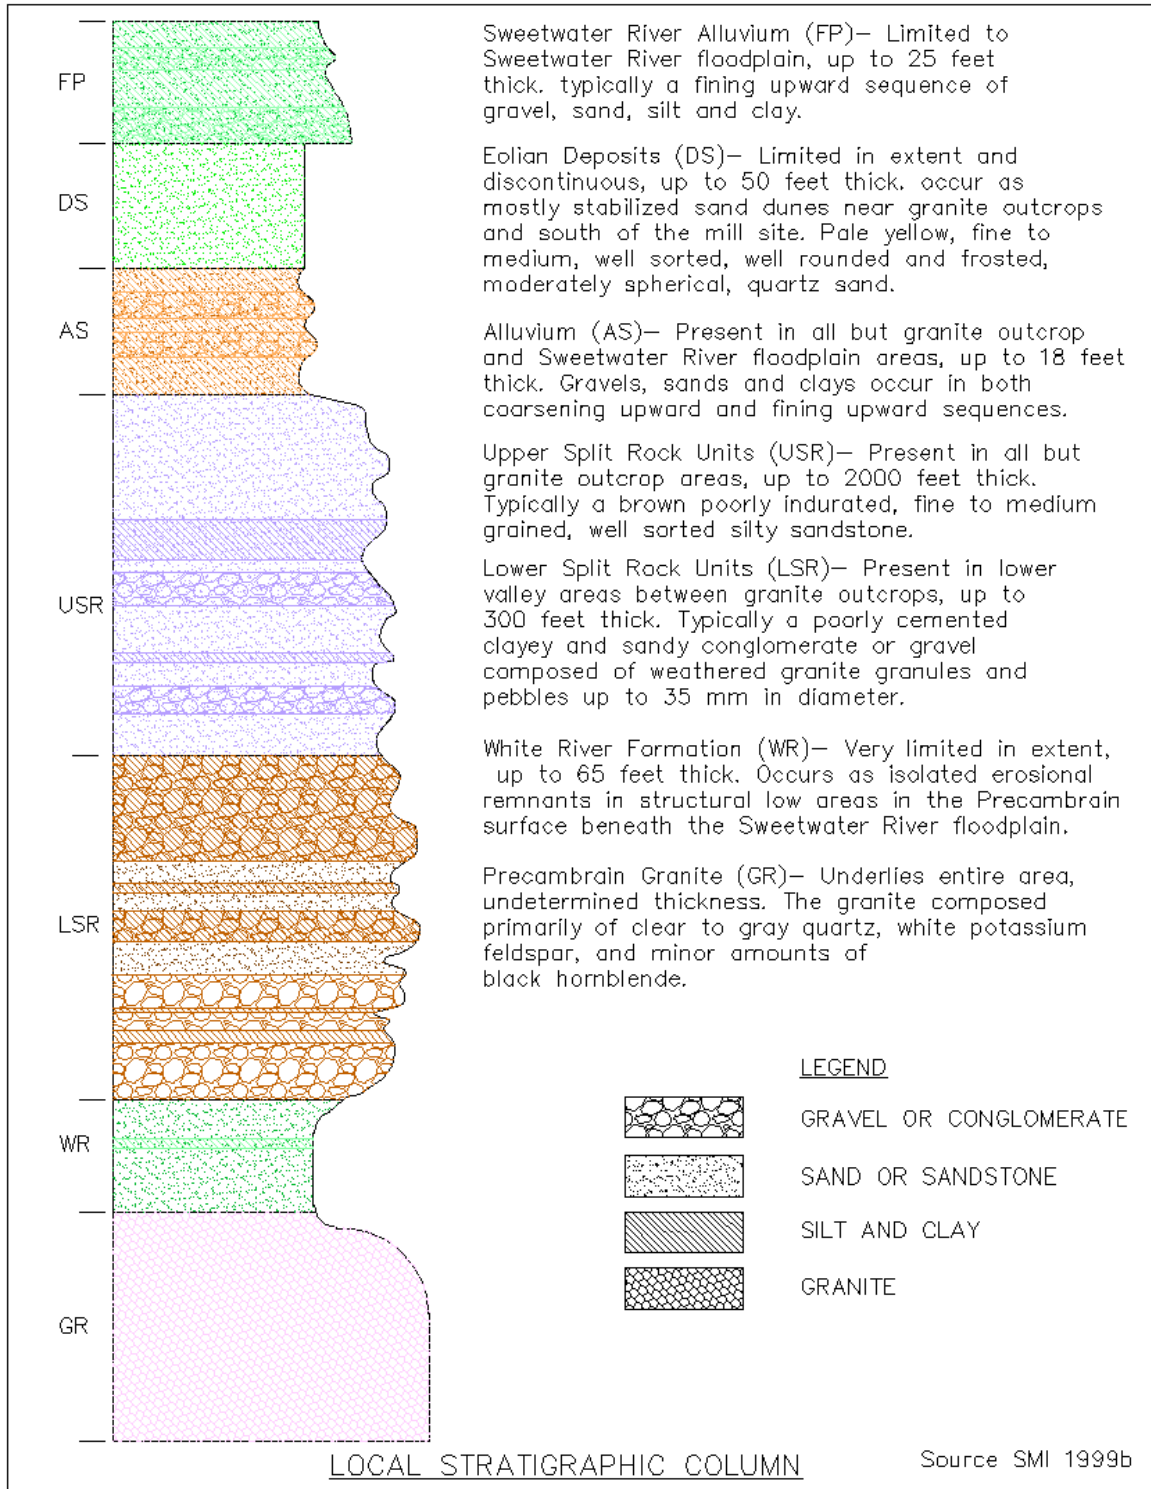 FP
DS
AS
USR
LSR
WR
GR
Sweetwater River Alluvium (FP)– Limited to
Sweetwater River floodplain, up to 25 feet
thick. typically a fining upward sequence of
gravel, sand, silt and clay.
Eolian Deposits (DS)– Limited in extent and
discontinuous, up to 50 feet thick. occur as
mostly stabilized sand dunes near granite outcrops
and south of the mill site. Pale yellow, fine to
medium, well sorted, well rounded and frosted,
moderately spherical, quartz sand.
Alluvium (AS)– Present in all but granite outcrop
and Sweetwater River floodplain areas, up to 18 feet
thick. Gravels, sands and clays occur in both
coarsening upward and fining upward sequences.
Upper Split Rock Units (USR)– Present in all but
granite outcrop areas, up to 2000 feet thick.
Typically a brown poorly indurated, fine to medium
grained, well sorted silty sandstone.
Lower Split Rock Units (LSR)– Present in lower
valley areas between granite outcrops, up to
300 feet thick. Typically a poorly cemented
clayey and sandy conglomerate or gravel
composed of weathered granite granules and
pebbles up to 35 mm in diameter.
White River Formation (WR)– Very limited in extent,
up to 65 feet thick. Occurs as isolated erosional
remnants in structural low areas in the Precambrain
surface beneath the Sweetwater River floodplain.
Precambrain Granite (GR)– Underlies entire area,
undetermined thickness. The granite composed
primarily of clear to gray quartz, white potassium
feldspar, and minor amounts of
black hornblende.
LEGEND
GRAVEL OR CONGLOMERATE
SAND OR SANDSTONE
SILT AND CLAY
GRANITE
LOCAL STRATIGRAPHIC COLUMN
Source SMI 1999b